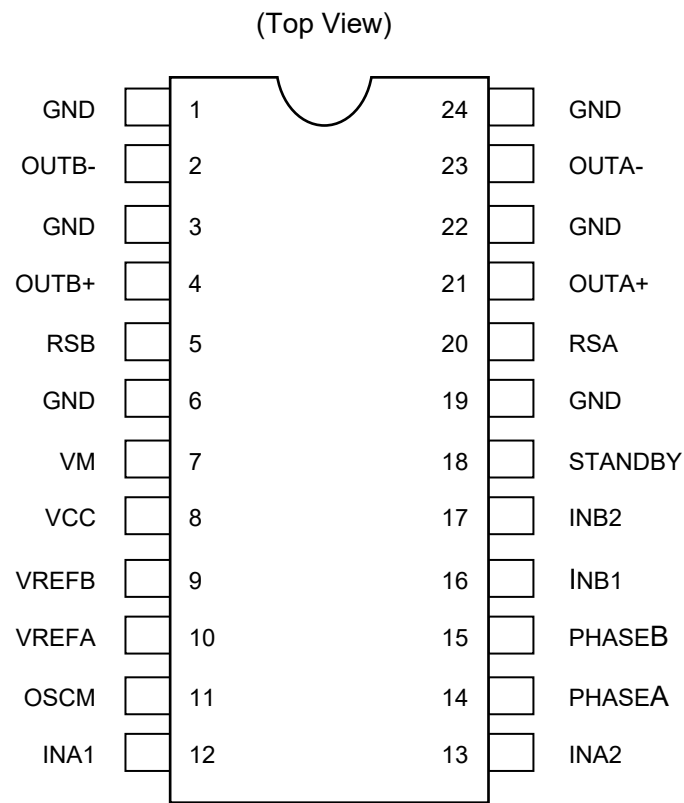 (Top View)
GND 1 24 GND
OUTB- 2 23 OUTA-
GND 3 22 GND
OUTB+ 4 21 OUTA+
RSB 5 20 RSA
GND 6 19 GND
VM 7 18 STANDBY
VCC 8 17 INB2
VREFB 9 16 INB1
VREFA 10 15 PHASEB
OSCM 11 14 PHASEA
INA1 12 13 INA2